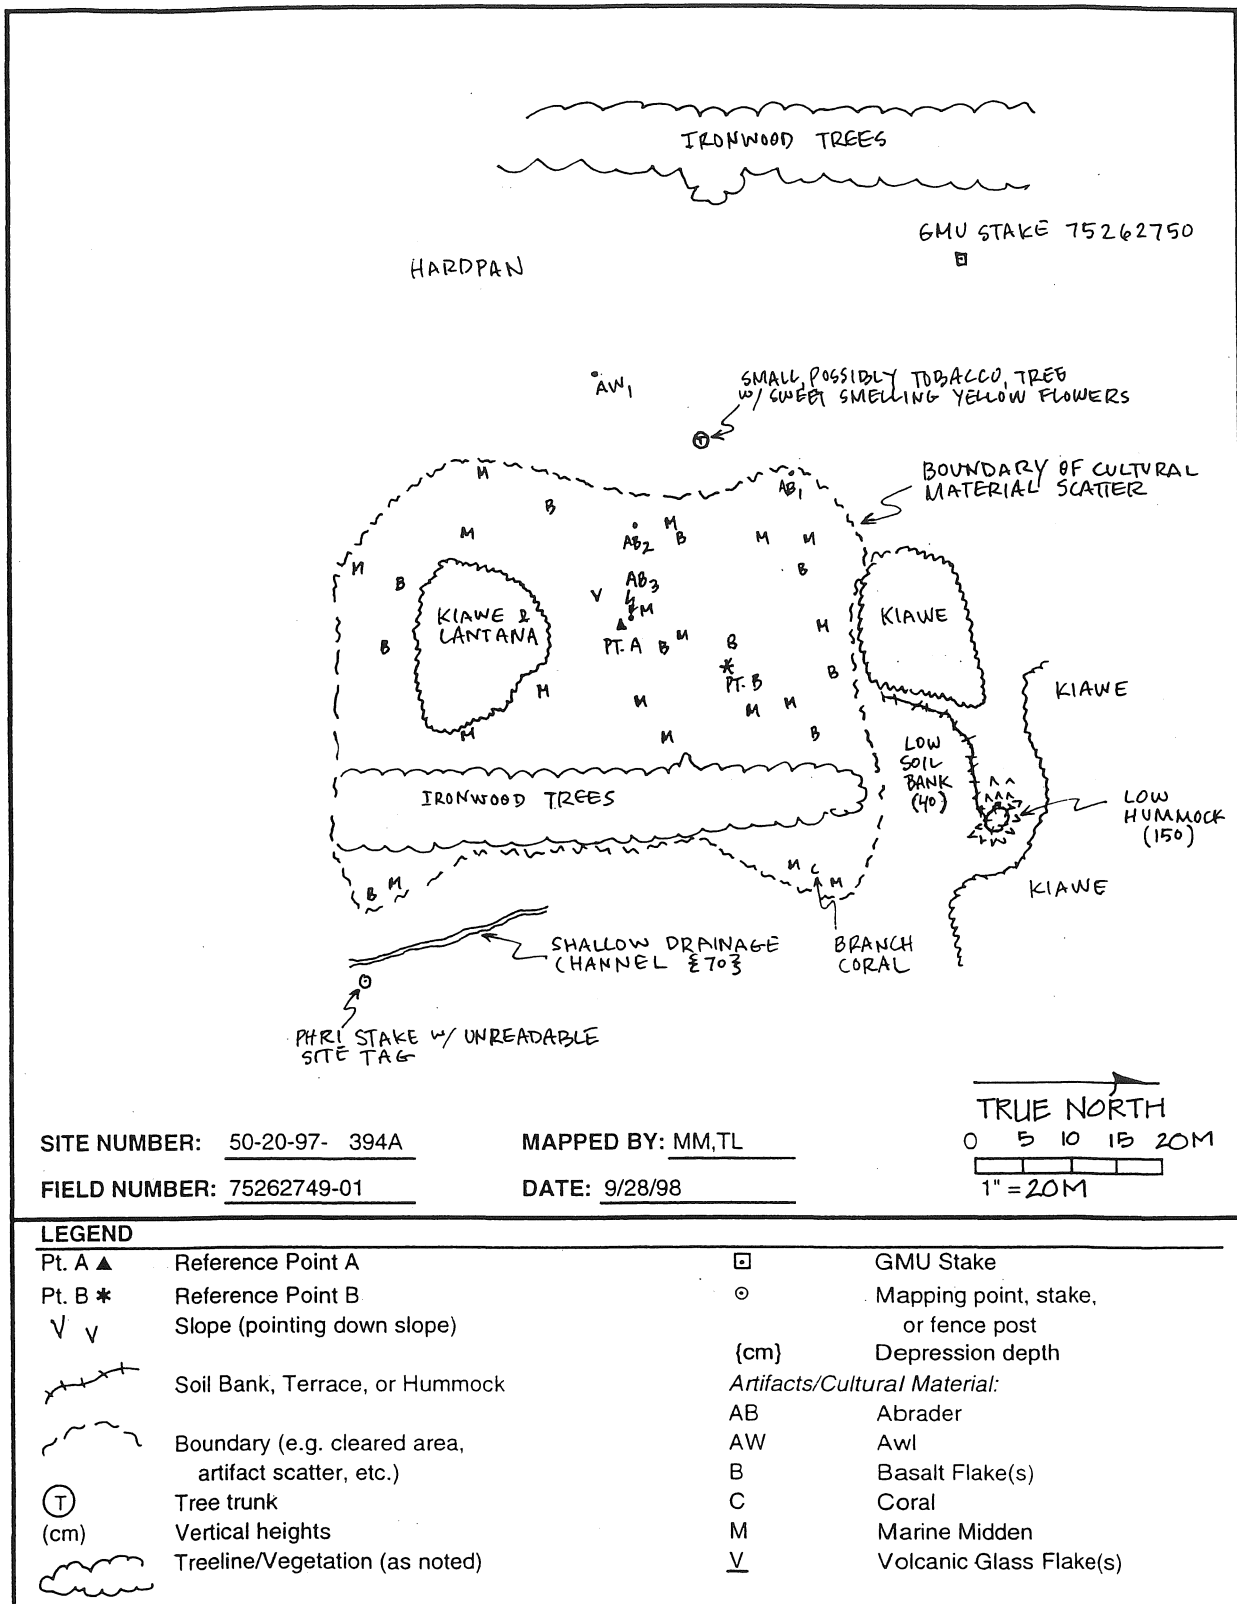 IRONWOOD TREES
GMU STAKE 75262750
HARDPAN
AW1
SMALL, POSSIBLY TOBACCO, TREE
w/ SWEET SMELLING YELLOW FLOWERS
T
BOUNDARY OF CULTURAL
MATERIAL SCATTER
M
AB1
B
M
AB2
M
B
M
M
M
B
B
AB3
V
M
KIAWE &
LANTANA
KIAWE
M
PT. A
B
M
B
B
PT. B
B
M
M
M
M
KIAWE
M
M
B
LOW
SOIL
BANK
(40)
IRONWOOD TREES
LOW
HUMMOCK
(150)
M
C
M
B
M
KIAWE
SHALLOW DRAINAGE
CHANNEL {70}
BRANCH
CORAL
PHRI STAKE w/ UNREADABLE
SITE TAG
TRUE NORTH
0 5 10 15 20M
1" = 20M
SITE NUMBER: 50-20-97- 394A
MAPPED BY: MM,TL
FIELD NUMBER: 75262749-01
DATE: 9/28/98
LEGEND
Pt. A ▲ Reference Point A
Pt. B ✱ Reference Point B
V V Slope (pointing down slope)
Soil Bank, Terrace, or Hummock
Boundary (e.g. cleared area,
artifact scatter, etc.)
T Tree trunk
(cm) Vertical heights
Treeline/Vegetation (as noted)
GMU Stake
Mapping point, stake,
or fence post
{cm} Depression depth
Artifacts/Cultural Material:
AB Abrader
AW Awl
B Basalt Flake(s)
C Coral
M Marine Midden
V Volcanic Glass Flake(s)